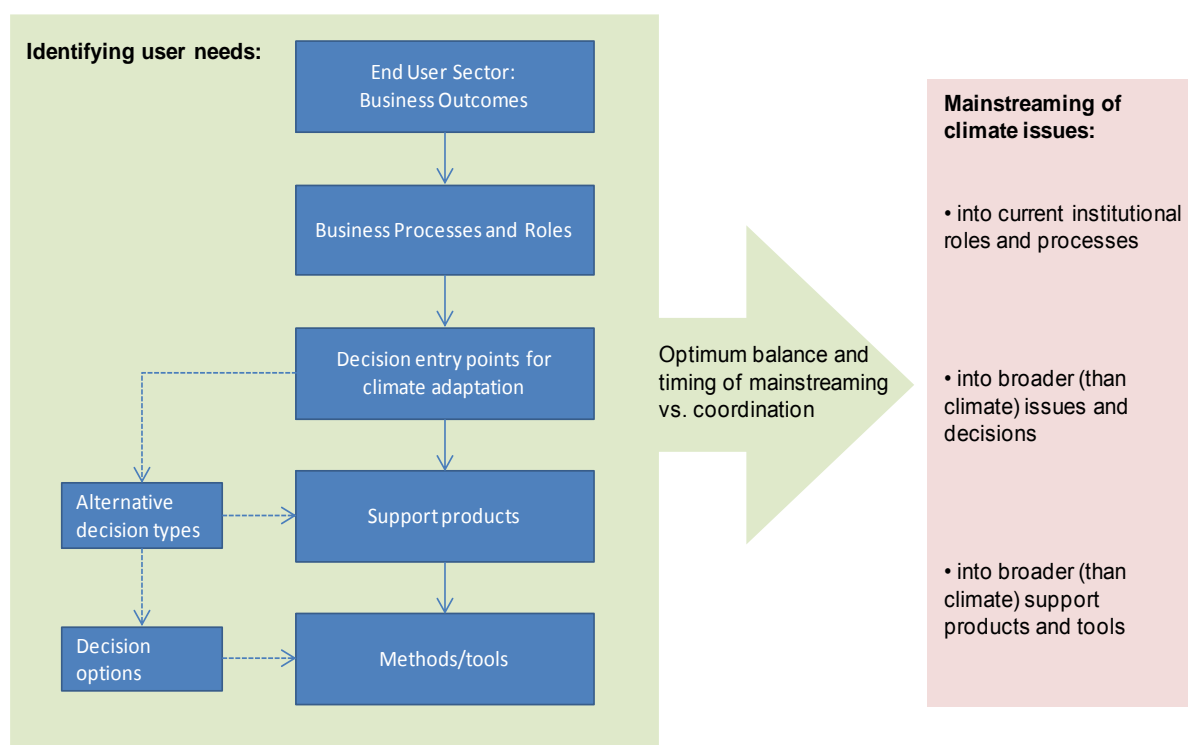 Identifying user needs:
End User Sector:
Business Outcomes
Business Processes and Roles
Decision entry points for
climate adaptation
Alternative
decision types
Support products
Decision
options
Methods/tools
Optimum balance and
timing of mainstreaming
vs. coordination
Mainstreaming of
climate issues:
• into current institutional
roles and processes
• into broader (than
climate) issues and
decisions
• into broader (than
climate) support
products and tools